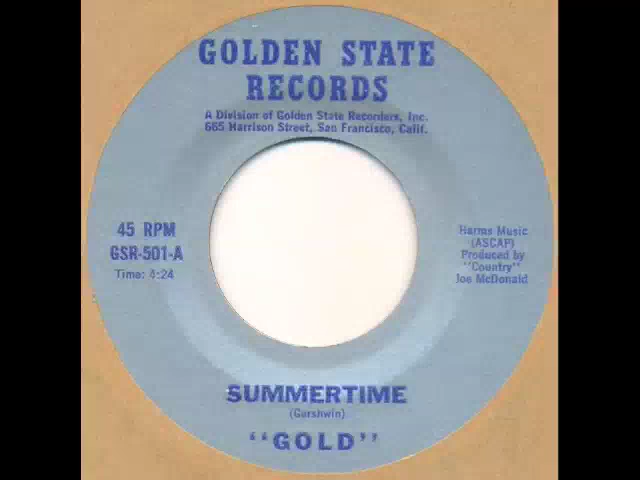 GOLDEN STATE
RECORDS
A Division of Golden State Recorders, Inc.
665 Harrison Street, San Francisco, Calif.
45 RPM
GSR-501-A
Time: 4:24
Harms Music
(ASCAP)
Produced by
"Country"
Joe McDonald
SUMMERTIME
(Gershwin)
"GOLD"